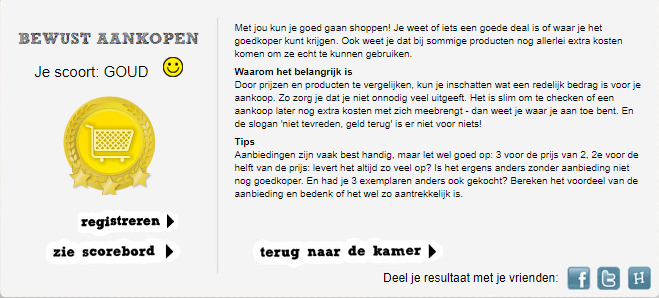 BEWUST AANKOPEN
Je scoort: GOUD
registreren
zie scorebord
Met jou kun je goed gaan shoppen! Je weet of iets een goede deal is of waar je het
goedkoper kunt krijgen. Ook weet je dat bij sommige producten nog allerlei extra kosten
komen om ze echt te kunnen gebruiken.
Waarom het belangrijk is
Door prijzen en producten te vergelijken, kun je inschatten wat een redelijk bedrag is voor je
aankoop. Zo zorg je dat je niet onnodig veel uitgeeft. Het is slim om te checken of een
aankoop later nog extra kosten met zich meebrengt - dan weet je waar je aan toe bent. En
de slogan 'niet tevreden, geld terug' is er niet voor niets!
Tips
Aanbiedingen zijn vaak best handig, maar let wel goed op: 3 voor de prijs van 2, 2e voor de
helft van de prijs: levert het altijd zo veel op? Is het ergens anders zonder aanbieding niet
nog goedkoper. En had je 3 exemplaren anders ook gekocht? Bereken het voordeel van de
aanbieding en bedenk of het wel zo aantrekkelijk is.
terug naar de kamer
Deel je resultaat met je vrienden:
f t H